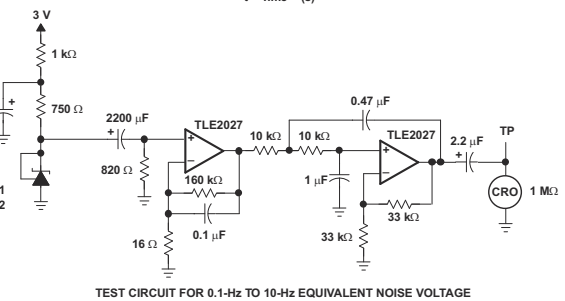 3 V
1 kΩ
+
750 Ω
2200 μF
+
TLE2027
+
−
820 Ω
160 kΩ
0.1 μF
16 Ω
10 kΩ
10 kΩ
0.47 μF
1 μF
TLE2027
+
−
33 kΩ
33 kΩ
2.2 μF
+
TP
CRO
1 MΩ
1
2
TEST CIRCUIT FOR 0.1-Hz TO 10-Hz EQUIVALENT NOISE VOLTAGE